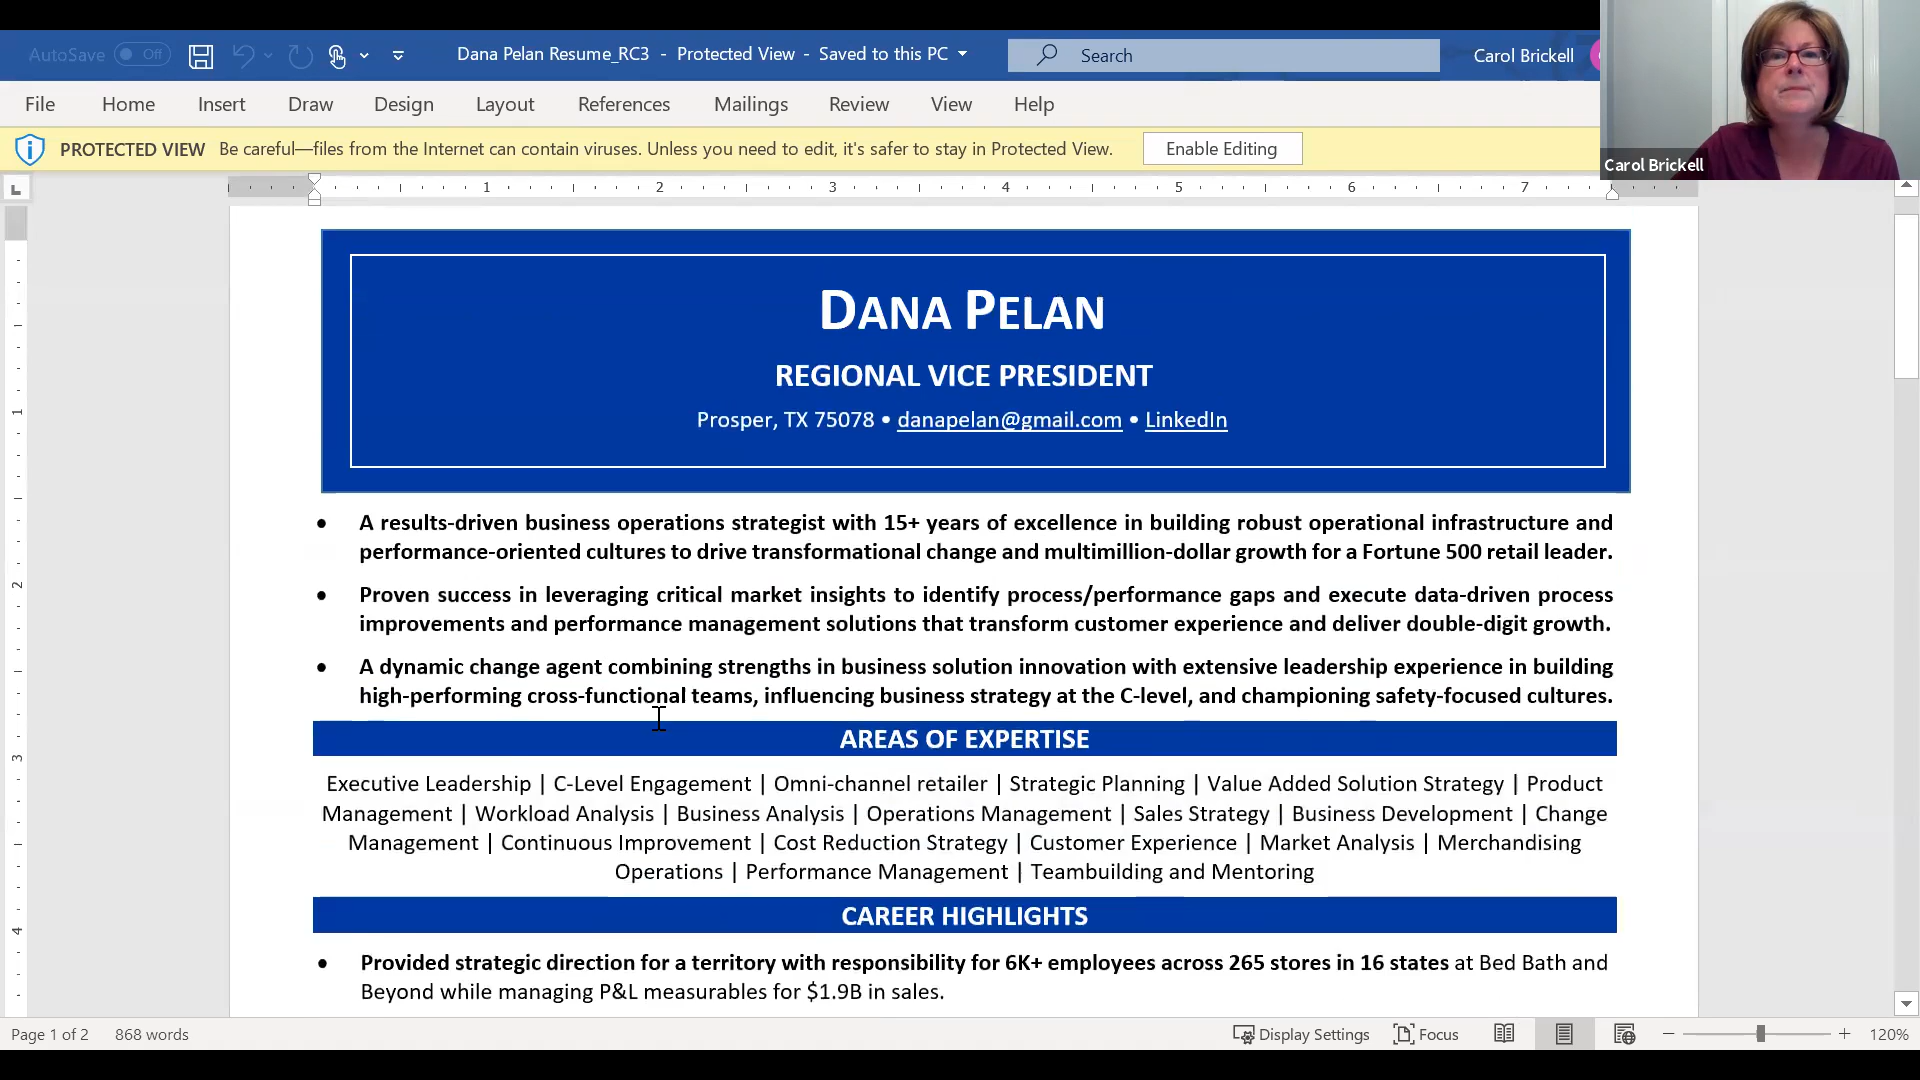 AutoSave Off
Dana Pelan Resume_RC3 - Protected View - Saved to this PC
Search
Carol Brickell
File Home Insert Draw Design Layout References Mailings Review View Help
PROTECTED VIEW Be careful—files from the Internet can contain viruses. Unless you need to edit, it's safer to stay in Protected View. Enable Editing
Carol Brickell
1 2 3 4 5 6 7
DANA PELAN
REGIONAL VICE PRESIDENT
Prosper, TX 75078 • danapelan@gmail.com • LinkedIn
• A results-driven business operations strategist with 15+ years of excellence in building robust operational infrastructure and
performance-oriented cultures to drive transformational change and multimillion-dollar growth for a Fortune 500 retail leader.
• Proven success in leveraging critical market insights to identify process/performance gaps and execute data-driven process
improvements and performance management solutions that transform customer experience and deliver double-digit growth.
• A dynamic change agent combining strengths in business solution innovation with extensive leadership experience in building
high-performing cross-functional teams, influencing business strategy at the C-level, and championing safety-focused cultures.
AREAS OF EXPERTISE
Executive Leadership | C-Level Engagement | Omni-channel retailer | Strategic Planning | Value Added Solution Strategy | Product
Management | Workload Analysis | Business Analysis | Operations Management | Sales Strategy | Business Development | Change
Management | Continuous Improvement | Cost Reduction Strategy | Customer Experience | Market Analysis | Merchandising
Operations | Performance Management | Teambuilding and Mentoring
CAREER HIGHLIGHTS
• Provided strategic direction for a territory with responsibility for 6K+ employees across 265 stores in 16 states at Bed Bath and
Beyond while managing P&L measurables for $1.9B in sales.
1
2
3
4
Page 1 of 2 868 words Display Settings Focus 120%